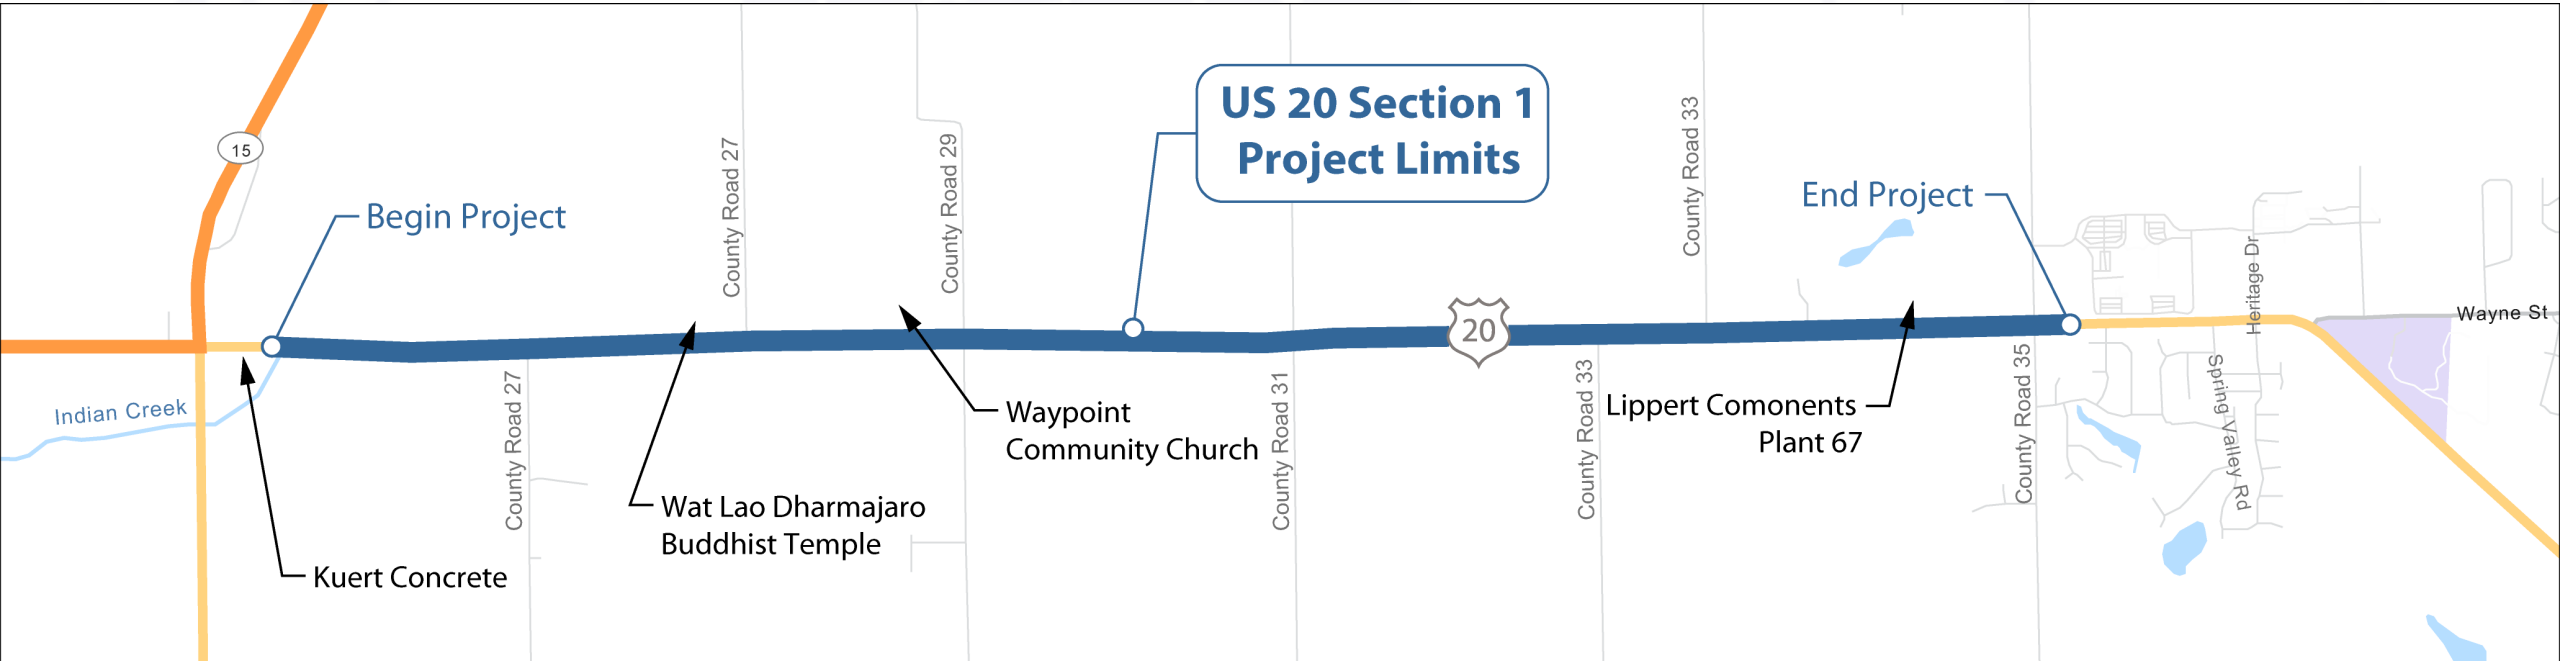 US 20 Section 1
Project Limits
15
Begin Project
End Project
County Road 27
County Road 29
County Road 33
Heritage Dr
Wayne St
20
Indian Creek
County Road 27
Waypoint
Community Church
County Road 31
County Road 33
Lippert Comonents
Plant 67
County Road 35
Spring Valley Rd
Wat Lao Dharmajaro
Buddhist Temple
Kuert Concrete